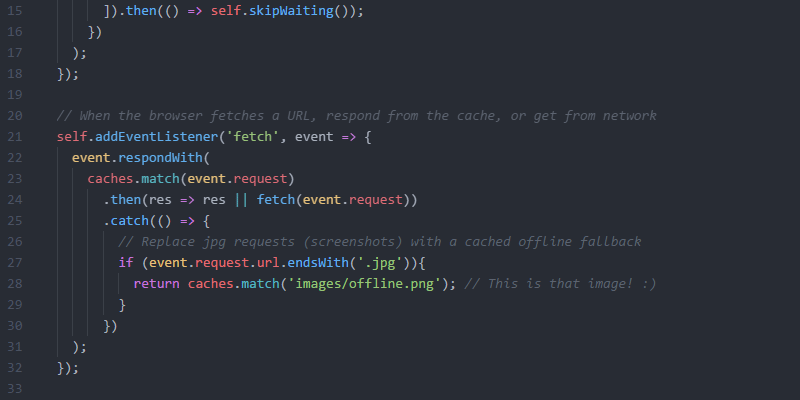 15 ]).then(() => self.skipWaiting());
16 })
17 );
18 });
19
20 // When the browser fetches a URL, respond from the cache, or get from network
21 self.addEventListener('fetch', event => {
22 event.respondWith(
23 caches.match(event.request)
24 .then(res => res || fetch(event.request))
25 .catch(() => {
26 // Replace jpg requests (screenshots) with a cached offline fallback
27 if (event.request.url.endsWith('.jpg')){
28 return caches.match('images/offline.png'); // This is that image! :)
29 }
30 })
31 );
32 });
33